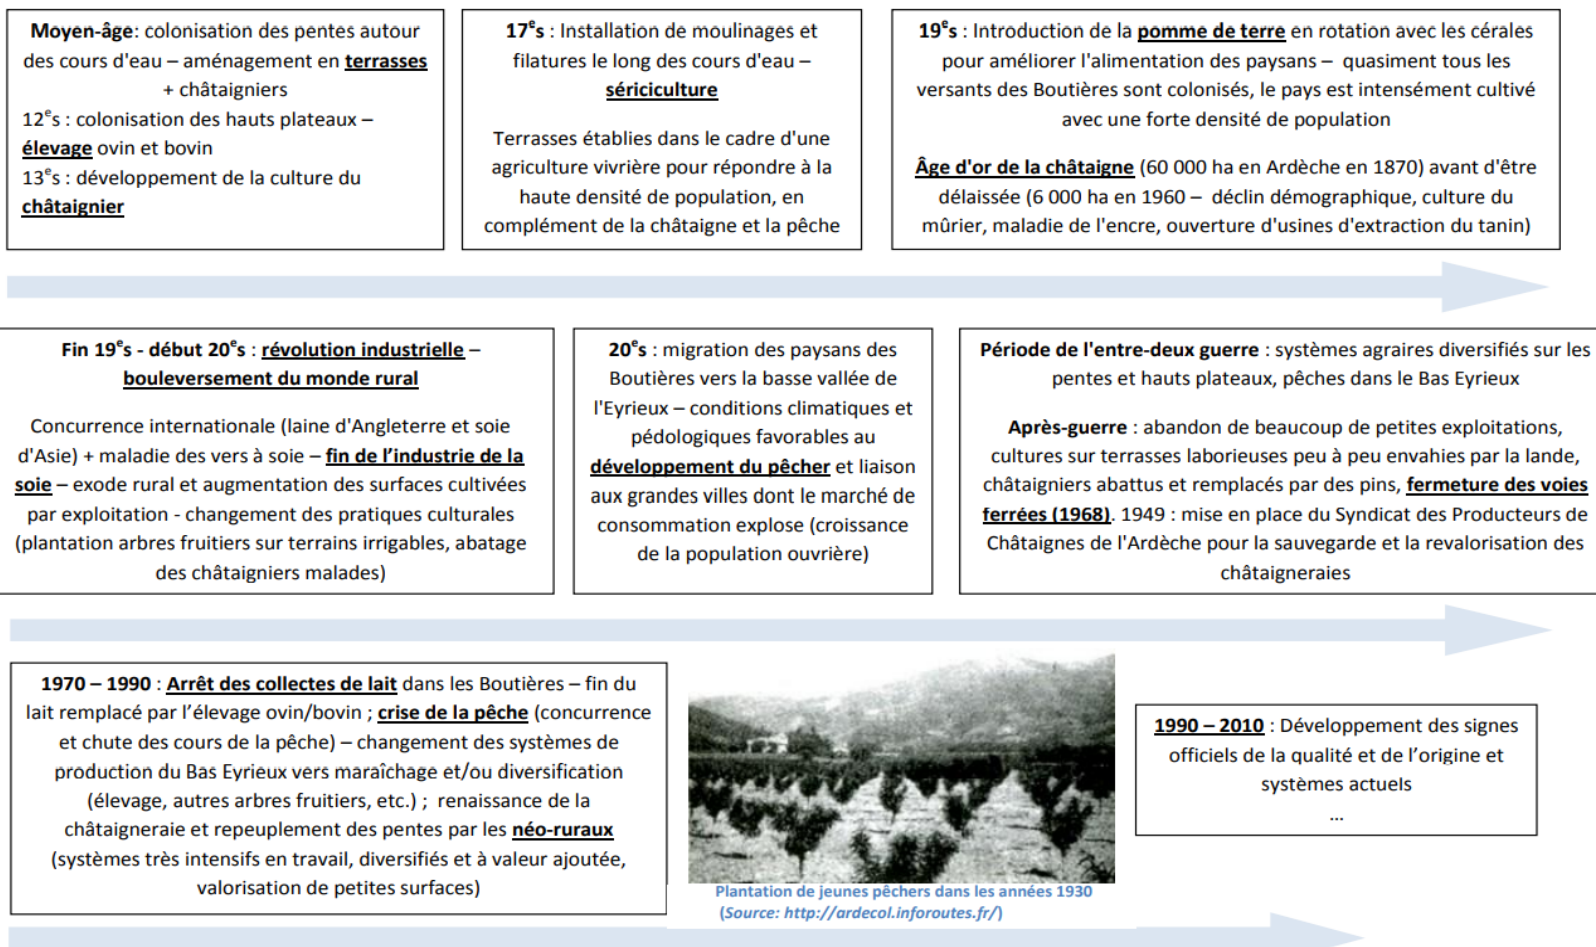 Moyen-âge: colonisation des pentes autour
des cours d'eau – aménagement en terrasses
+ châtaigniers
12es : colonisation des hauts plateaux –
élevage ovin et bovin
13es : développement de la culture du
châtaignier
17es : Installation de moulinages et
filatures le long des cours d'eau –
sériciculture
Terrasses établies dans le cadre d'une
agriculture vivrière pour répondre à la
haute densité de population, en
complément de la châtaigne et la pêche
19es : Introduction de la pomme de terre en rotation avec les cérales
pour améliorer l'alimentation des paysans – quasiment tous les
versants des Boutières sont colonisés, le pays est intensément cultivé
avec une forte densité de population
Âge d'or de la châtaigne (60 000 ha en Ardèche en 1870) avant d'être
délaissée (6 000 ha en 1960 – déclin démographique, culture du
mûrier, maladie de l'encre, ouverture d'usines d'extraction du tanin)
Fin 19es - début 20es : révolution industrielle –
bouleversement du monde rural
Concurrence internationale (laine d'Angleterre et soie
d'Asie) + maladie des vers à soie – fin de l’industrie de la
soie – exode rural et augmentation des surfaces cultivées
par exploitation - changement des pratiques culturales
(plantation arbres fruitiers sur terrains irrigables, abatage
des châtaigniers malades)
20es : migration des paysans des
Boutières vers la basse vallée de
l'Eyrieux – conditions climatiques et
pédologiques favorables au
développement du pêcher et liaison
aux grandes villes dont le marché de
consommation explose (croissance
de la population ouvrière)
Période de l'entre-deux guerre : systèmes agraires diversifiés sur les
pentes et hauts plateaux, pêches dans le Bas Eyrieux
Après-guerre : abandon de beaucoup de petites exploitations,
cultures sur terrasses laborieuses peu à peu envahies par la lande,
châtaigniers abattus et remplacés par des pins, fermeture des voies
ferrées (1968). 1949 : mise en place du Syndicat des Producteurs de
Châtaignes de l'Ardèche pour la sauvegarde et la revalorisation des
châtaigneraies
1970 – 1990 : Arrêt des collectes de lait dans les Boutières – fin du
lait remplacé par l’élevage ovin/bovin ; crise de la pêche (concurrence
et chute des cours de la pêche) – changement des systèmes de
production du Bas Eyrieux vers maraîchage et/ou diversification
(élevage, autres arbres fruitiers, etc.) ; renaissance de la
châtaigneraie et repeuplement des pentes par les néo-ruraux
(systèmes très intensifs en travail, diversifiés et à valeur ajoutée,
valorisation de petites surfaces)
Plantation de jeunes pêchers dans les années 1930
(Source: http://ardecol.inforoutes.fr/)
1990 – 2010 : Développement des signes
officiels de la qualité et de l’origine et
systèmes actuels
...